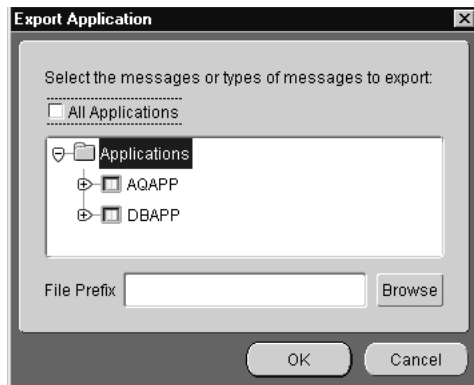 Export Application
Select the messages or types of messages to export:
All Applications
Applications
AQAPP
DBAPP
File Prefix
Browse
OK
Cancel